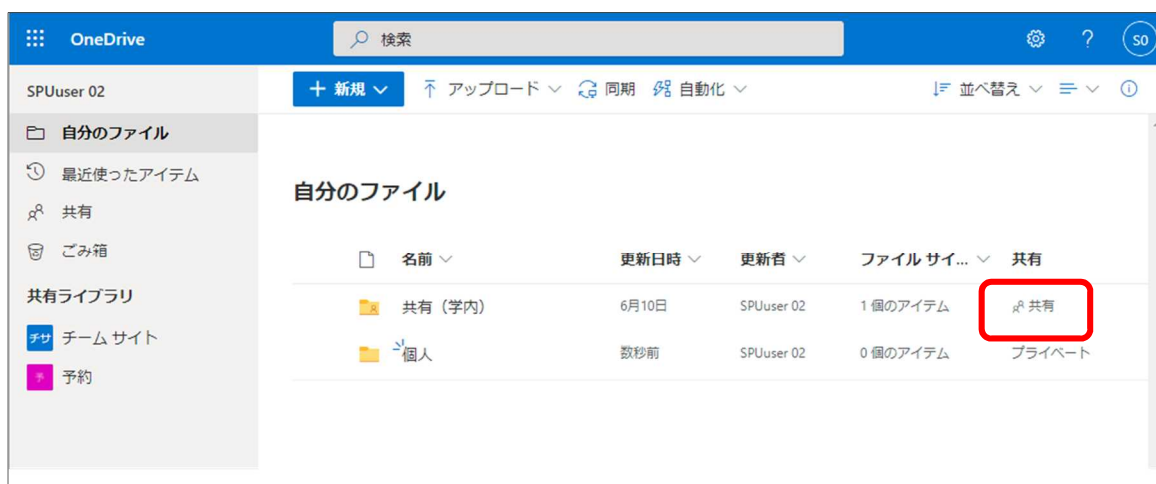 OneDrive 検索 ? SO
SPUuser 02
自分のファイル
最近使ったアイテム
共有
ごみ箱
共有ライブラリ
チサ チーム サイト
予 予約
+ 新規 アップロード 同期 自動化 並べ替え
自分のファイル
名前 更新日時 更新者 ファイル サイ... 共有
共有（学内） 6月10日 SPUuser 02 1 個のアイテム 共有
個人 数秒前 SPUuser 02 0 個のアイテム プライベート